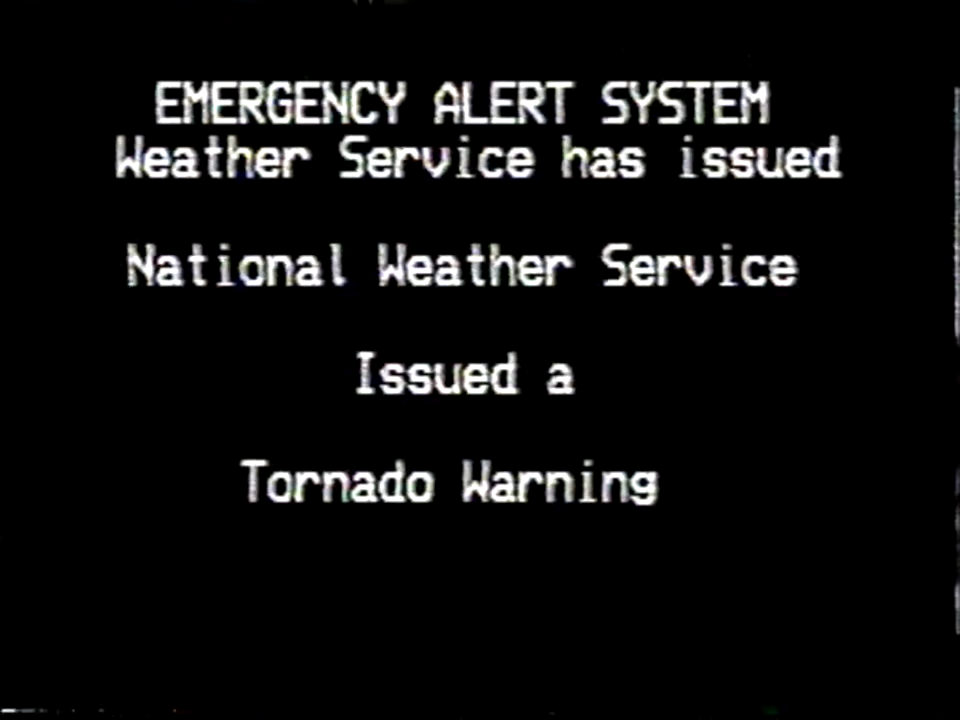 EMERGENCY ALERT SYSTEM
Weather Service has issued
National Weather Service
Issued a
Tornado Warning